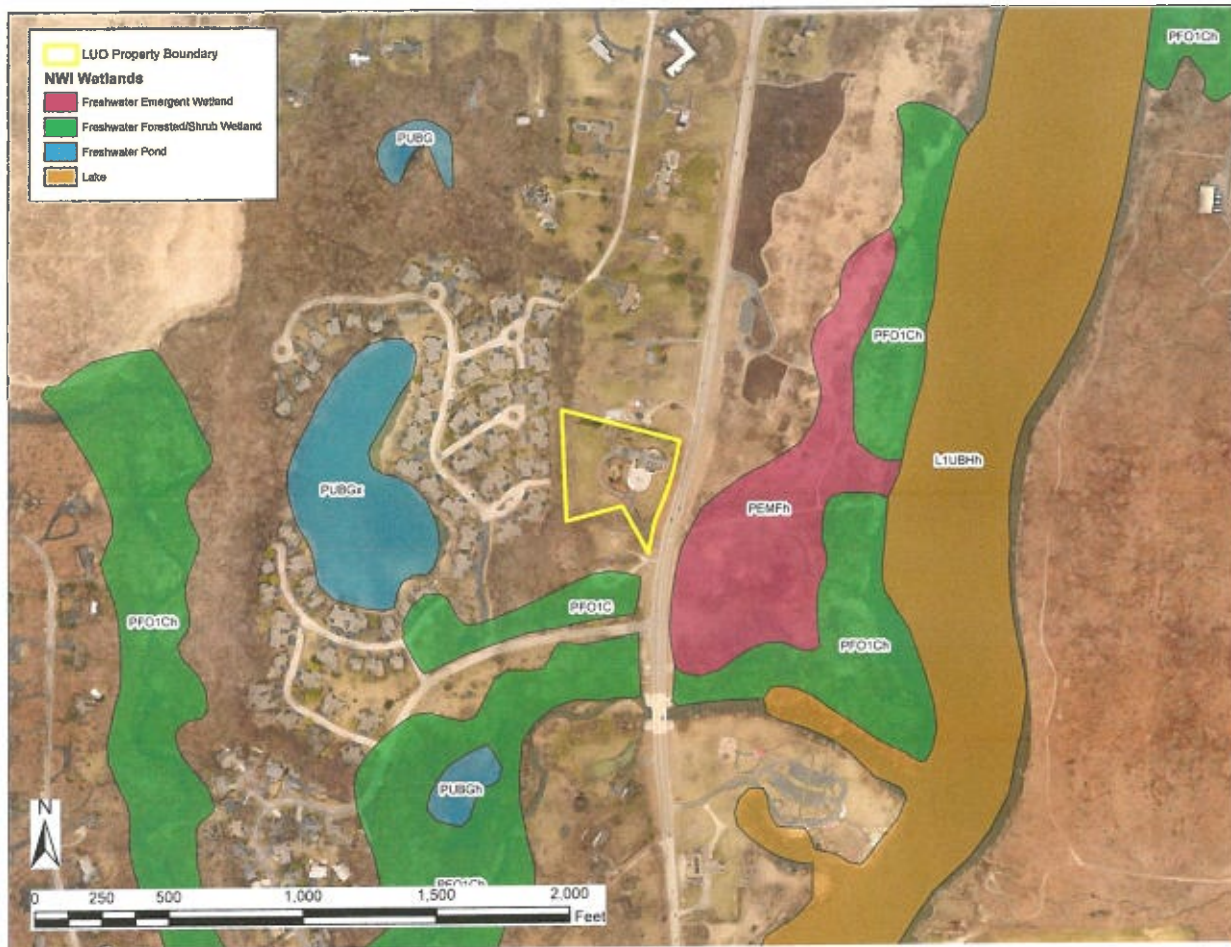 LUO Property Boundary
NWI Wetlands
Freshwater Emergent Wetland
Freshwater Forested/Shrub Wetland
Freshwater Pond
Lake
PFO1Ch
PUBG
PFO1Ch
L1UBHh
PUBGx
PEMFh
PFO1Ch
PFO1C
PFO1Ch
PUBGh
PFO1Ch
N
0 250 500 1,000 1,500 2,000
Feet